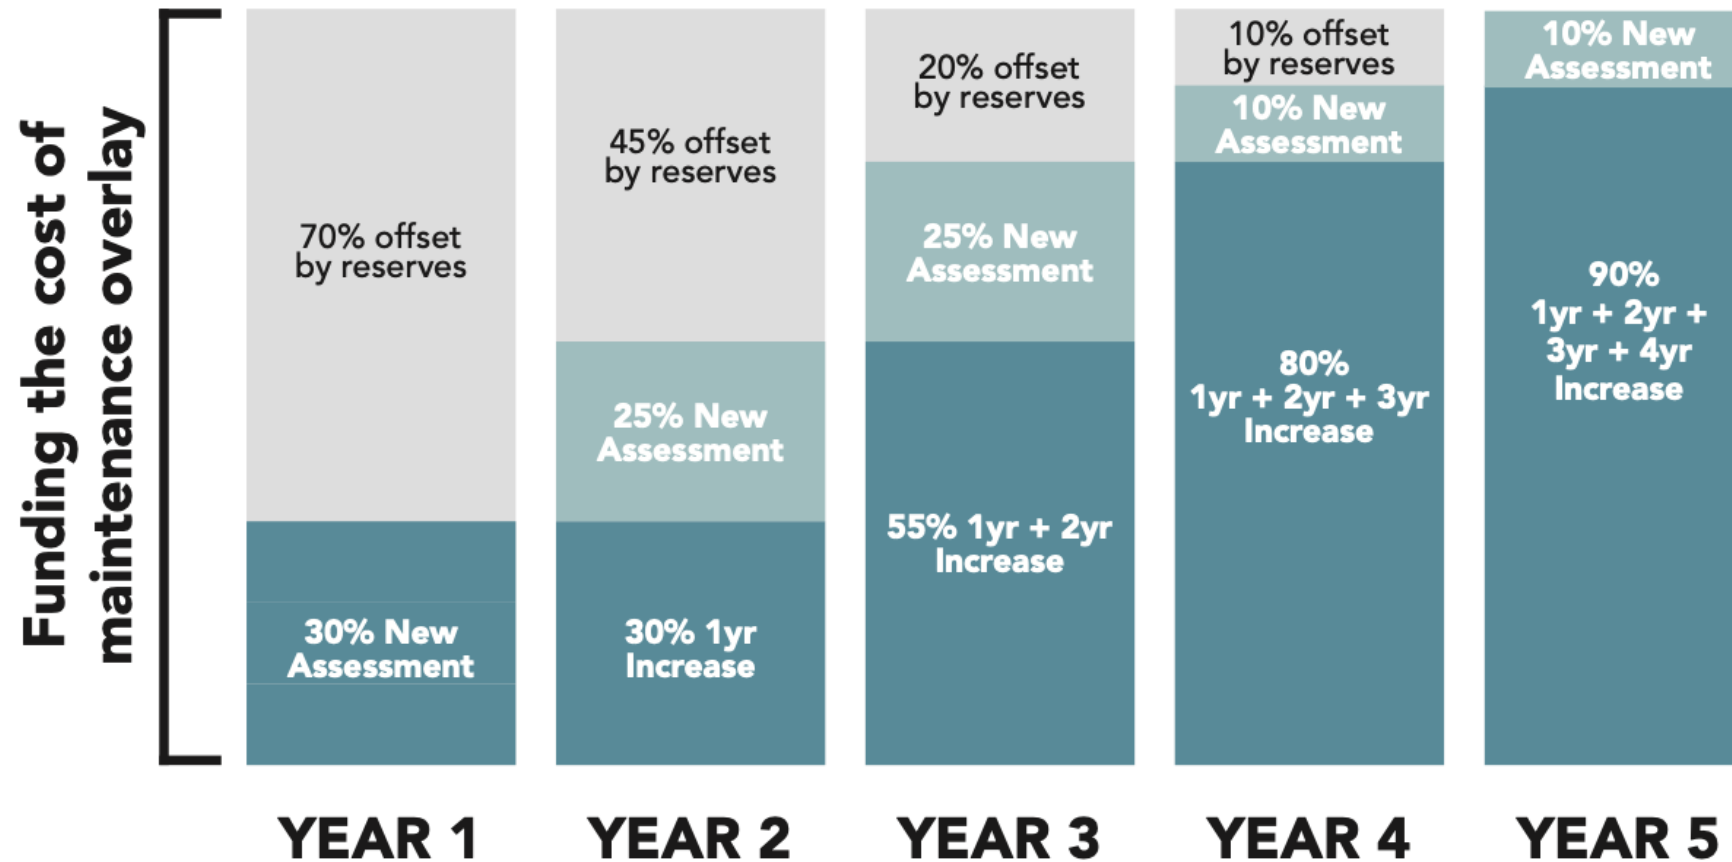 Funding the cost of
maintenance overlay
70% offset
by reserves
30% New
Assessment
45% offset
by reserves
25% New
Assessment
30% 1yr
Increase
20% offset
by reserves
25% New
Assessment
55% 1yr + 2yr
Increase
10% offset
by reserves
10% New
Assessment
80%
1yr + 2yr + 3yr
Increase
10% New
Assessment
90%
1yr + 2yr +
3yr + 4yr
Increase
YEAR 1
YEAR 2
YEAR 3
YEAR 4
YEAR 5